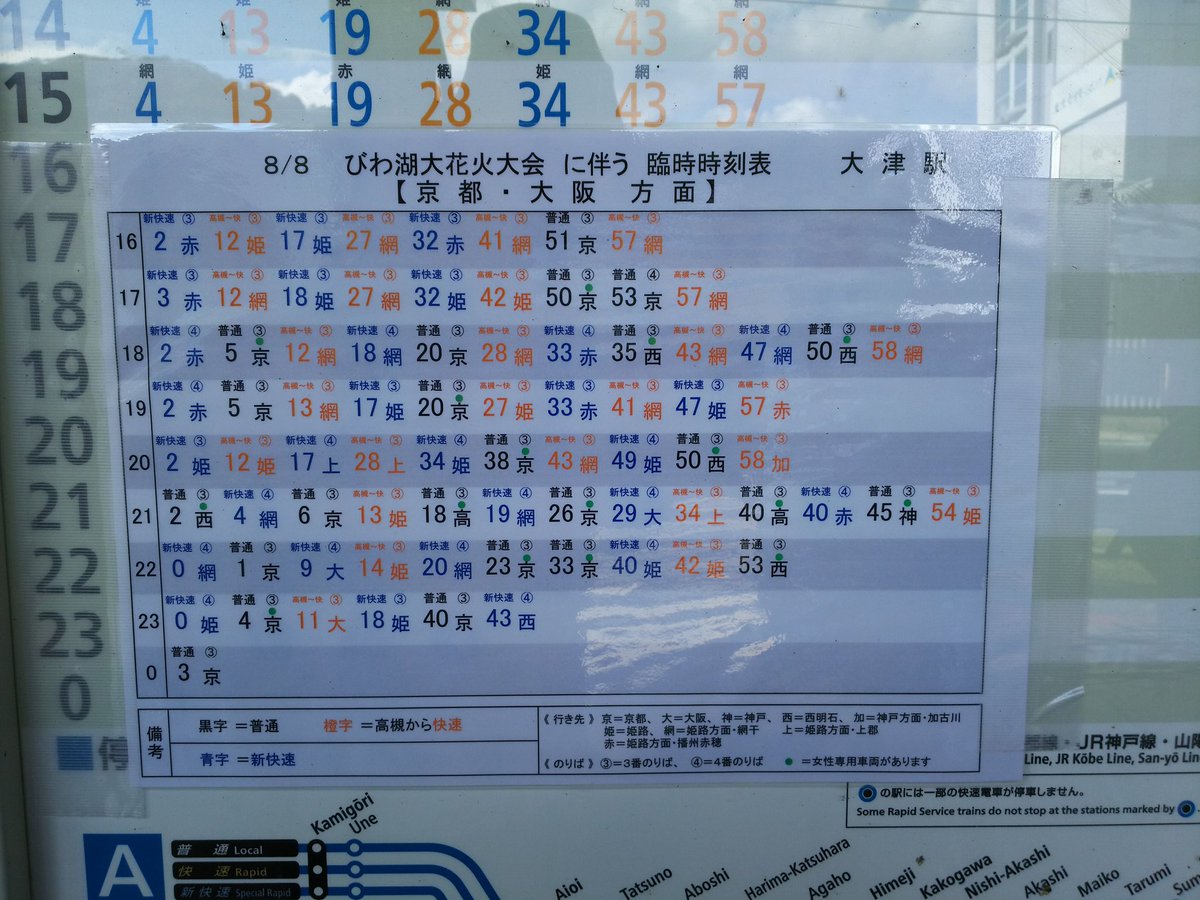 14 4 13 19 28 34 43 58
網 姫 赤 網 姫 網 網
15 4 13 19 28 34 43 57
16
17
18
19
20
21
22
23
0
8/8 びわ湖大花火大会 に伴う 臨時時刻表 大津駅
【京都・大阪 方面】
新快速 ③ 高槻~快 ③ 新快速 ③ 高槻~快 ③ 新快速 ③ 高槻~快 ③ 普通 ③ 高槻~快 ③
16 2 赤 12 姫 17 姫 27 網 32 赤 41 網 51 京 57 網
新快速 ③ 高槻~快 ③ 新快速 ③ 高槻~快 ③ 新快速 ③ 高槻~快 ③ 普通 ③ 普通 ④ 高槻~快 ③
17 3 赤 12 網 18 姫 27 網 32 姫 42 姫 50 京 53 京 57 網
新快速 ④ 普通 ③ 高槻~快 ③ 新快速 ④ 普通 ③ 高槻~快 ③ 新快速 ④ 普通 ③ 高槻~快 ③ 新快速 ④ 普通 ③ 高槻~快 ③
18 2 赤 5 京 12 網 18 網 20 京 28 網 33 赤 35 西 43 網 47 網 50 西 58 網
新快速 ④ 普通 ③ 高槻~快 ③ 新快速 ③ 普通 ③ 高槻~快 ③ 新快速 ③ 高槻~快 ③ 新快速 ③ 高槻~快 ③
19 2 赤 5 京 13 網 17 姫 20 京 27 姫 33 赤 41 網 47 姫 57 赤
新快速 ③ 高槻~快 ③ 新快速 ④ 高槻~快 ③ 新快速 ④ 普通 ③ 高槻~快 ③ 新快速 ④ 普通 ③ 高槻~快 ③
20 2 姫 12 姫 17 上 28 上 34 姫 38 京 43 網 49 姫 50 西 58 加
普通 ③ 新快速 ④ 普通 ③ 高槻~快 ③ 普通 ③ 新快速 ④ 普通 ③ 新快速 ④ 高槻~快 ③ 普通 ③ 新快速 ④ 普通 ③ 高槻~快 ③
21 2 西 4 網 6 京 13 姫 18 高 19 網 26 京 29 大 34 上 40 高 40 赤 45 神 54 姫
新快速 ④ 普通 ③ 新快速 ④ 高槻~快 ③ 新快速 ④ 普通 ③ 普通 ③ 新快速 ④ 高槻~快 ③ 普通 ③
22 0 網 1 京 9 大 14 姫 20 網 23 京 33 京 40 姫 42 姫 53 西
新快速 ④ 普通 ③ 高槻~快 ③ 新快速 ③ 普通 ③ 新快速 ④
23 0 姫 4 京 11 大 18 姫 40 京 43 西
普通 ③
0 3 京
備考
黒字 =普通 橙字 =高槻から快速
青字 =新快速
《行き先》 京=京都、 大=大阪、 神=神戸、 西=西明石、 加=神戸方面・加古川
姫=姫路、 網=姫路方面・網干 上=姫路方面・上郡
赤=姫路方面・播州赤穂
《のりば》 ③=3番のりば、 ④=4番のりば ● =女性専用車両があります
停
・JR神戸線・山陽
Line, JR Kōbe Line, San-yō Lin
の駅には一部の快速電車が停車しません。
Some Rapid Service trains do not stop at the stations marked by
A
普通 Local
快速 Rapid
新快速 Special Rapid
Kamigōri
Une
Aioi
Tatsuno
Aboshi
Harima-Katsuhara
Agaho
Himeji
Kakogawa
Nishi-Akashi
Akashi
Maiko
Tarumi